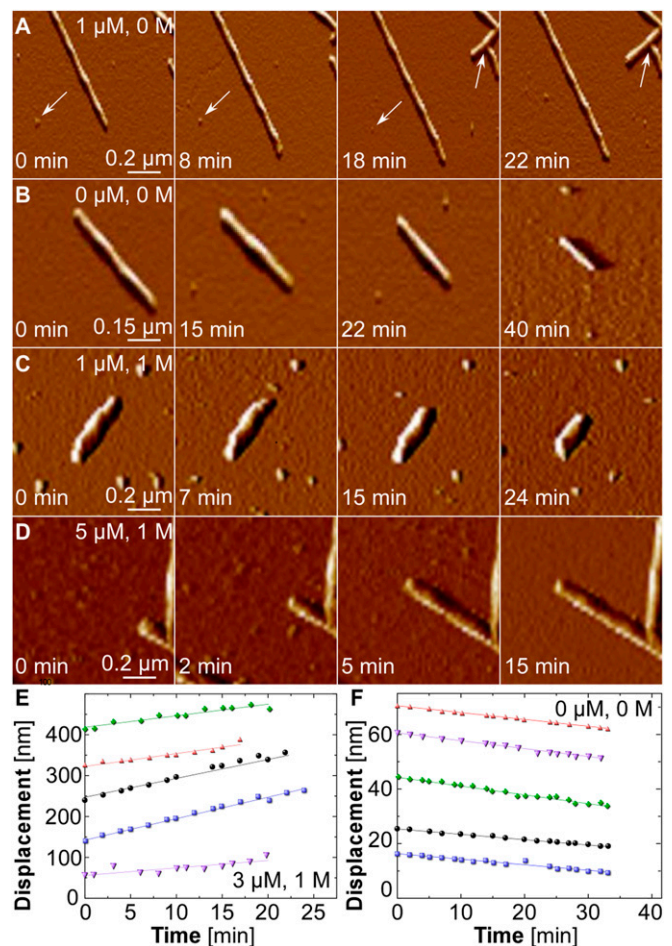 A 1 μM, 0 M
0 min 0.2 μm 8 min 18 min 22 min
B 0 μM, 0 M
0 min 0.15 μm 15 min 22 min 40 min
C 1 μM, 1 M
0 min 0.2 μm 7 min 15 min 24 min
D 5 μM, 1 M
0 min 0.2 μm 2 min 5 min 15 min
E
Displacement [nm]
400
300
200
100
0
3 μM, 1 M
0 5 10 15 20 25
Time [min]
F
0 μM, 0 M
Displacement [nm]
60
40
20
0
0 10 20 30 40
Time [min]